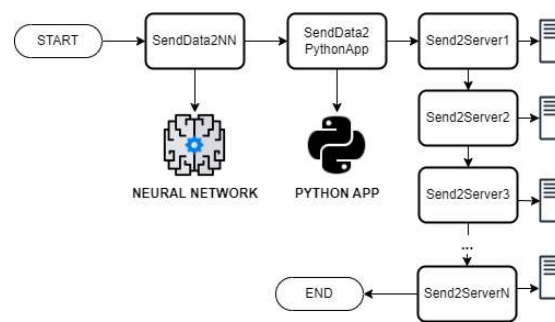 START
SendData2NN
SendData2
PythonApp
Send2Server1
NEURAL NETWORK
PYTHON APP
Send2Server2
Send2Server3
...
Send2ServerN
END